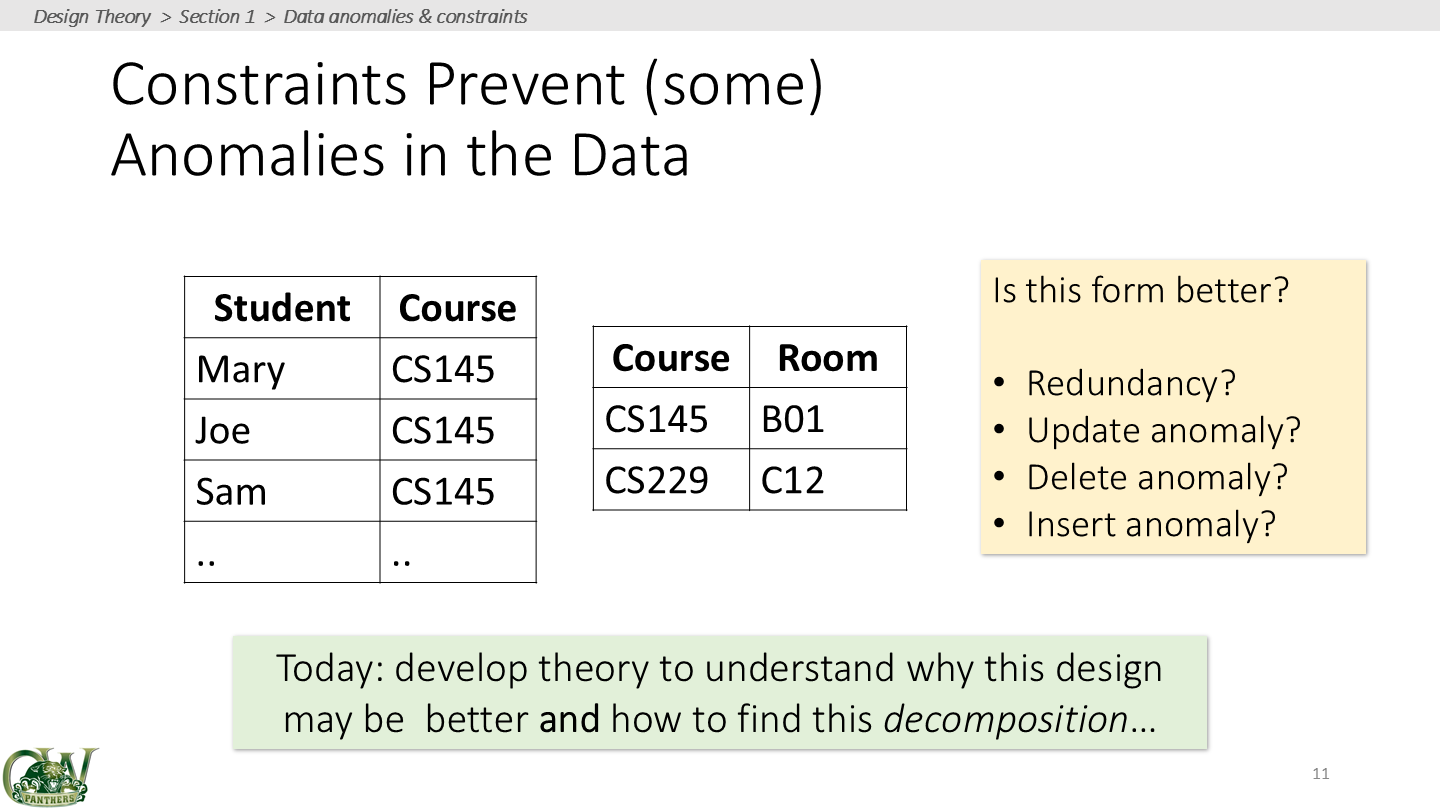 Design Theory > Section 1 > Data anomalies & constraints
Constraints Prevent (some)
Anomalies in the Data
Student Course
Mary CS145
Joe CS145
Sam CS145
.. ..
Course Room
CS145 B01
CS229 C12
Is this form better?
• Redundancy?
• Update anomaly?
• Delete anomaly?
• Insert anomaly?
Today: develop theory to understand why this design
may be better and how to find this decomposition…
CW
PANTHERS
11